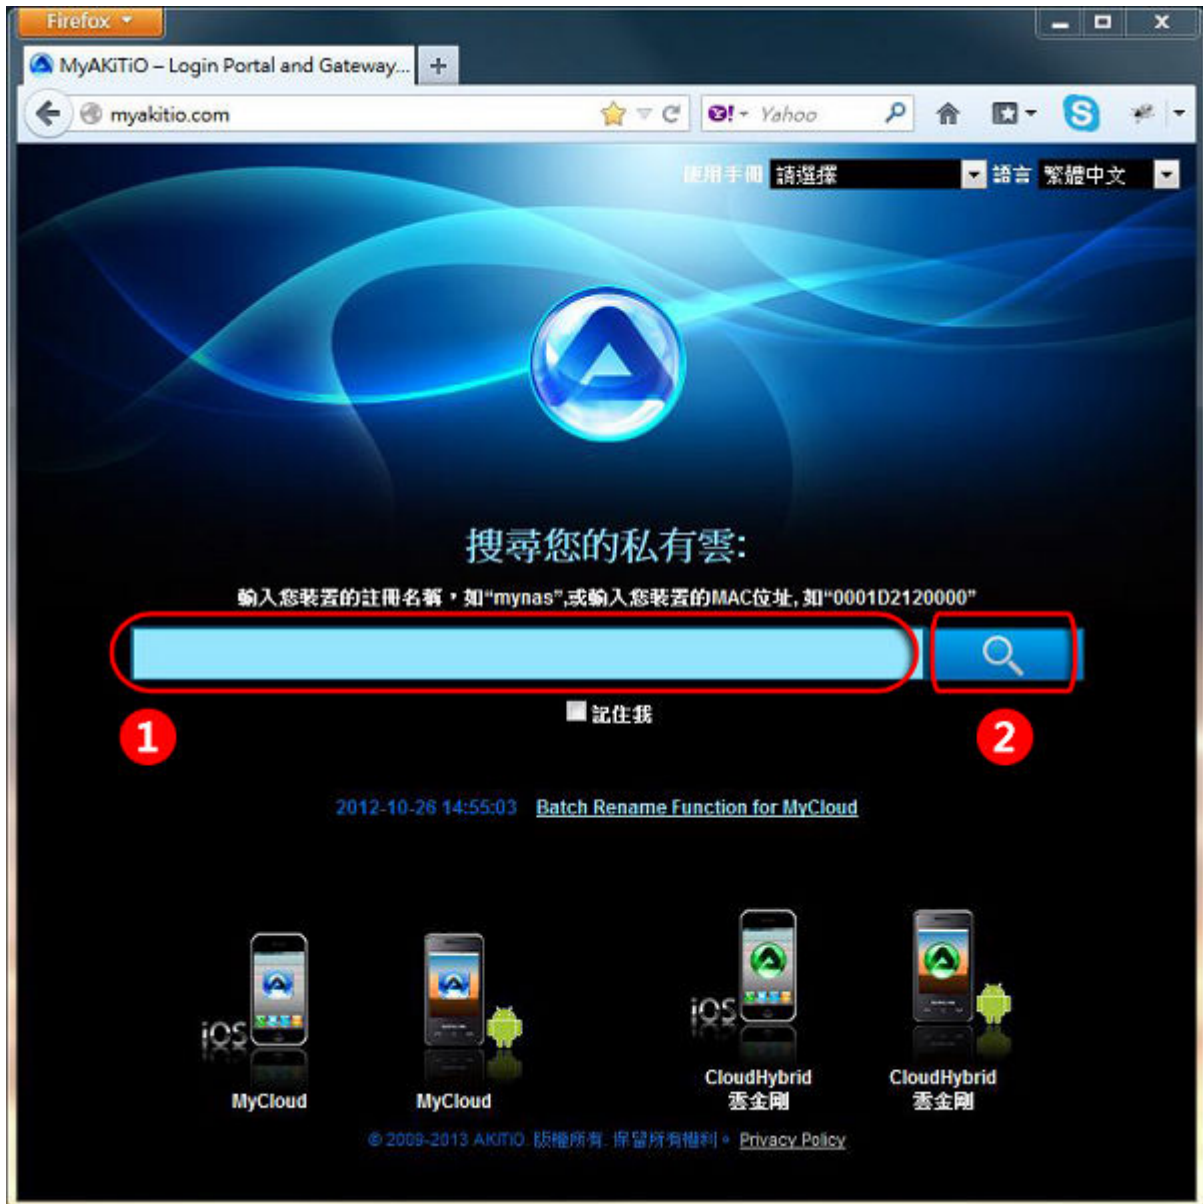 Firefox
MyAKiTiO – Login Portal and Gateway...
myakitio.com
Yahoo
使用手冊 請選擇 語言 繁體中文
搜尋您的私有雲:
輸入您裝置的註冊名稱,如“mynas”,或輸入您裝置的MAC位址, 如“0001D2120000”
記住我
1
2
2012-10-26 14:55:03 Batch Rename Function for MyCloud
iOS
iOS
MyCloud
MyCloud
CloudHybrid
雲金剛
CloudHybrid
雲金剛
© 2009-2013 AKiTiO. 版權所有. 保留所有權利。 Privacy Policy